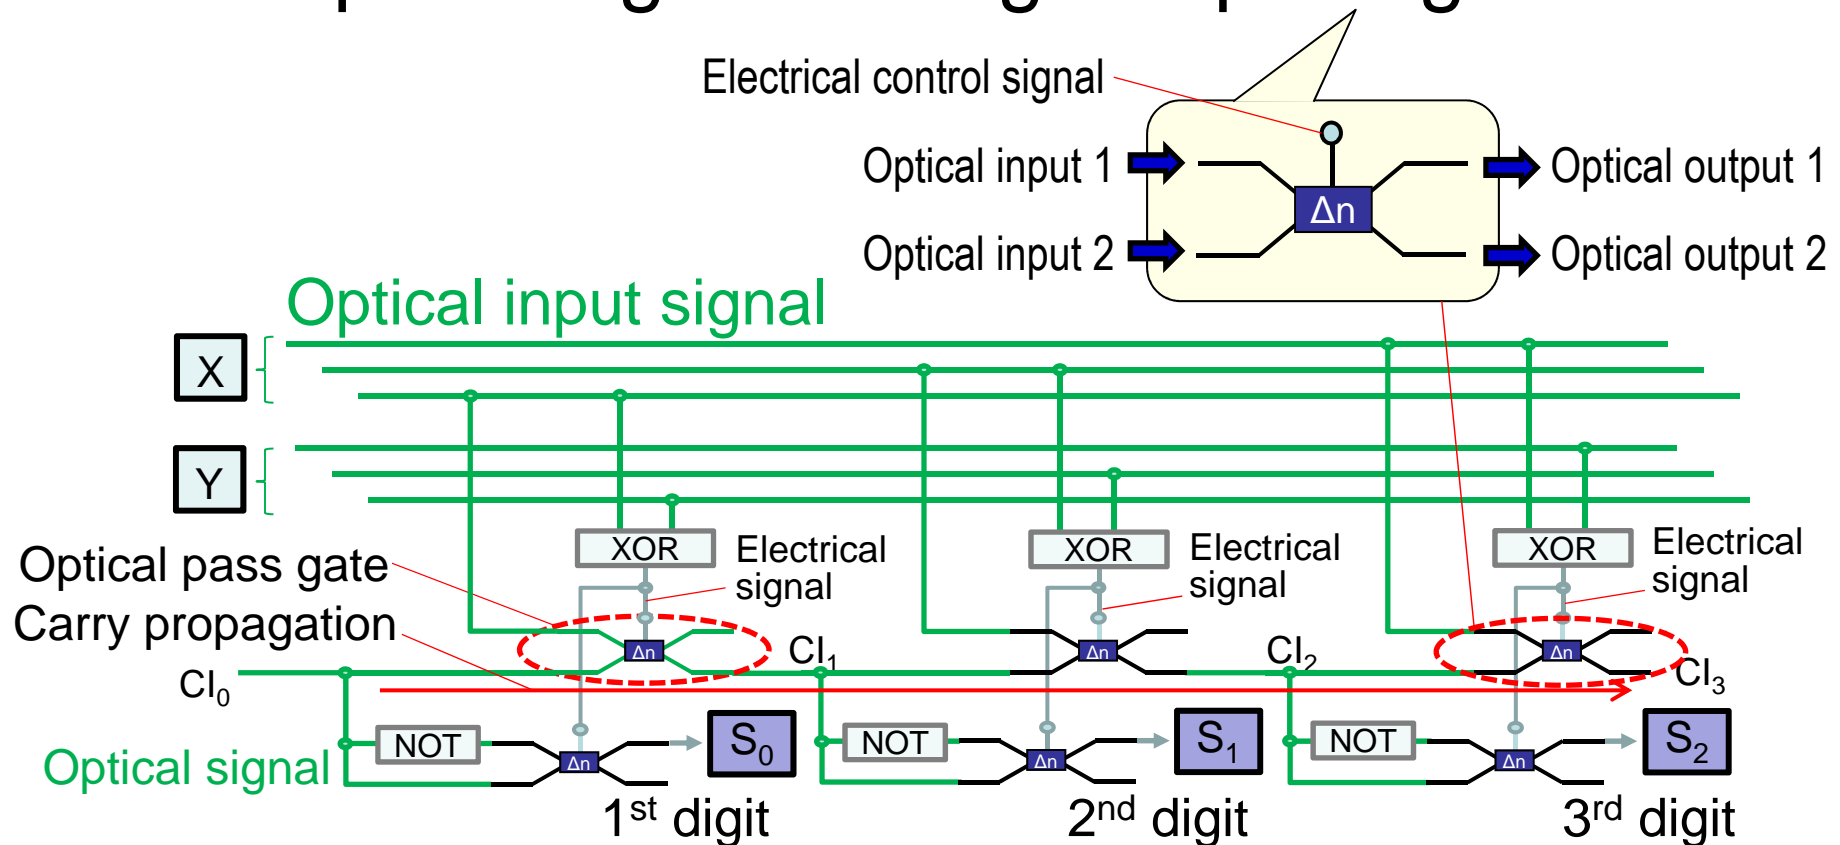 Electrical control signal
Optical input 1
Δn
Optical output 1
Optical input 2
Optical output 2
Optical input signal
X
Y
XOR
Electrical
signal
XOR
Electrical
signal
XOR
Electrical
signal
Optical pass gate
Carry propagation
Δn
CI₁
Δn
CI₂
Δn
CI₃
CI₀
NOT
Δn
S₀
NOT
Δn
S₁
NOT
Δn
S₂
Optical signal
1st digit
2nd digit
3rd digit